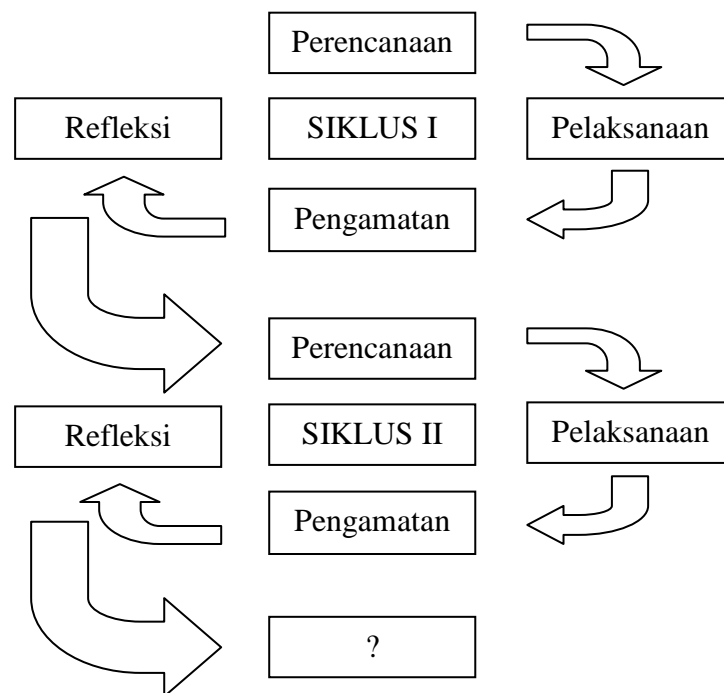 Perencanaan
Refleksi
SIKLUS I
Pelaksanaan
Pengamatan
Perencanaan
Refleksi
SIKLUS II
Pelaksanaan
Pengamatan
?